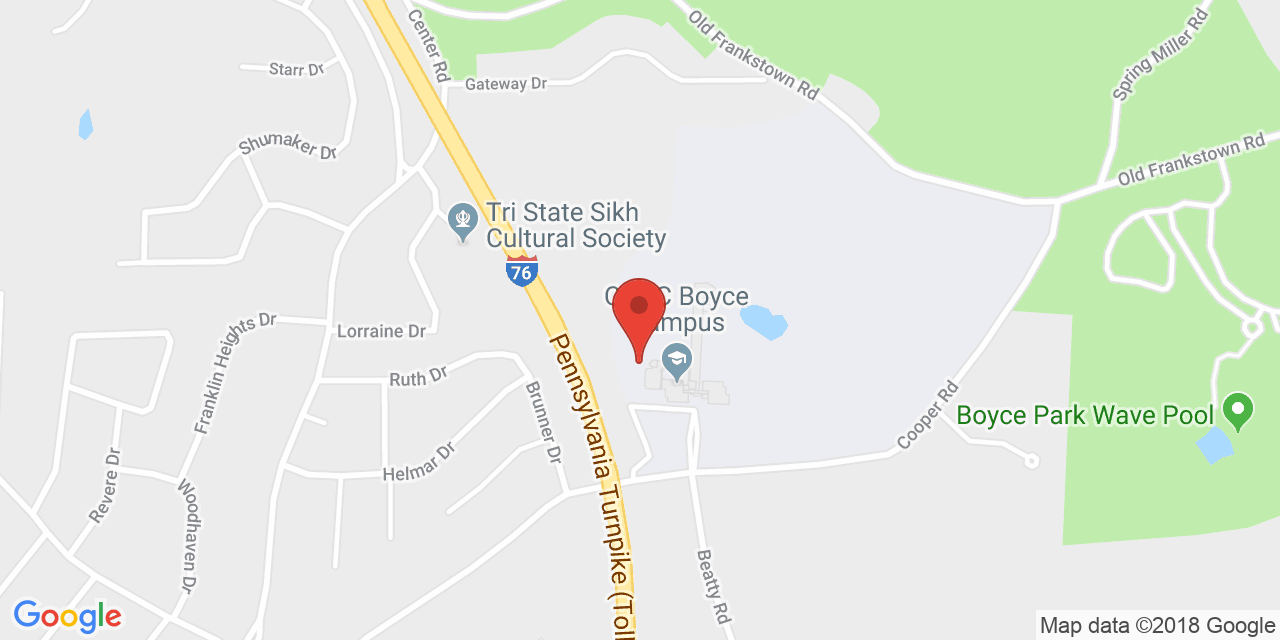 Old Frankstown Rd
Spring Miller Rd
Center Rd
Starr Dr
Gateway Dr
Shumaker Dr
Old Frankstown Rd
Tri State Sikh
Cultural Society
76
Boyce
Franklin Heights Dr
Lorraine Dr
Pennsylvania Turnpike (Toll
Ruth Dr
Brunner Dr
Cooper Rd
Boyce Park Wave Pool
Helmar Dr
Revere Dr
Woodhaven Dr
Beatty Rd
Google
Map data ©2018 Google